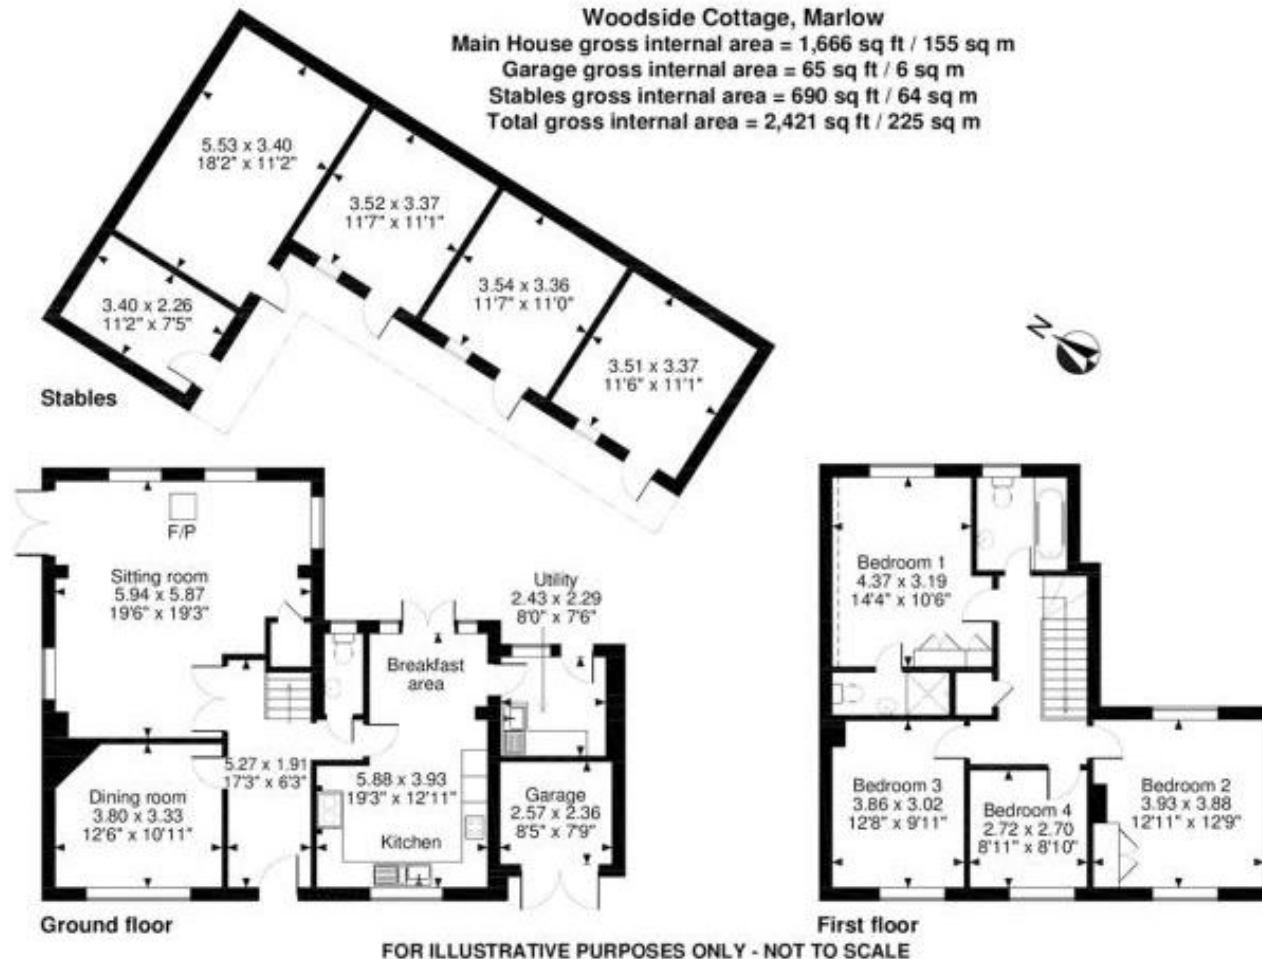 Woodside Cottage, Marlow
Main House gross internal area = 1,666 sq ft / 155 sq m
Garage gross internal area = 65 sq ft / 6 sq m
Stables gross internal area = 690 sq ft / 64 sq m
Total gross internal area = 2,421 sq ft / 225 sq m
5.53 x 3.40
18'2" x 11'2"
3.52 x 3.37
11'7" x 11'1"
3.54 x 3.36
11'7" x 11'0"
3.40 x 2.26
11'2" x 7'5"
3.51 x 3.37
11'6" x 11'1"
Stables
N
F/P
Sitting room
5.94 x 5.87
19'6" x 19'3"
Utility
2.43 x 2.29
8'0" x 7'6"
Breakfast
area
5.27 x 1.91
17'3" x 6'3"
5.88 x 3.93
19'3" x 12'11"
Kitchen
Dining room
3.80 x 3.33
12'6" x 10'11"
Garage
2.57 x 2.36
8'5" x 7'9"
Ground floor
Bedroom 1
4.37 x 3.19
14'4" x 10'6"
Bedroom 3
3.86 x 3.02
12'8" x 9'11"
Bedroom 4
2.72 x 2.70
8'11" x 8'10"
Bedroom 2
3.93 x 3.88
12'11" x 12'9"
First floor
FOR ILLUSTRATIVE PURPOSES ONLY - NOT TO SCALE